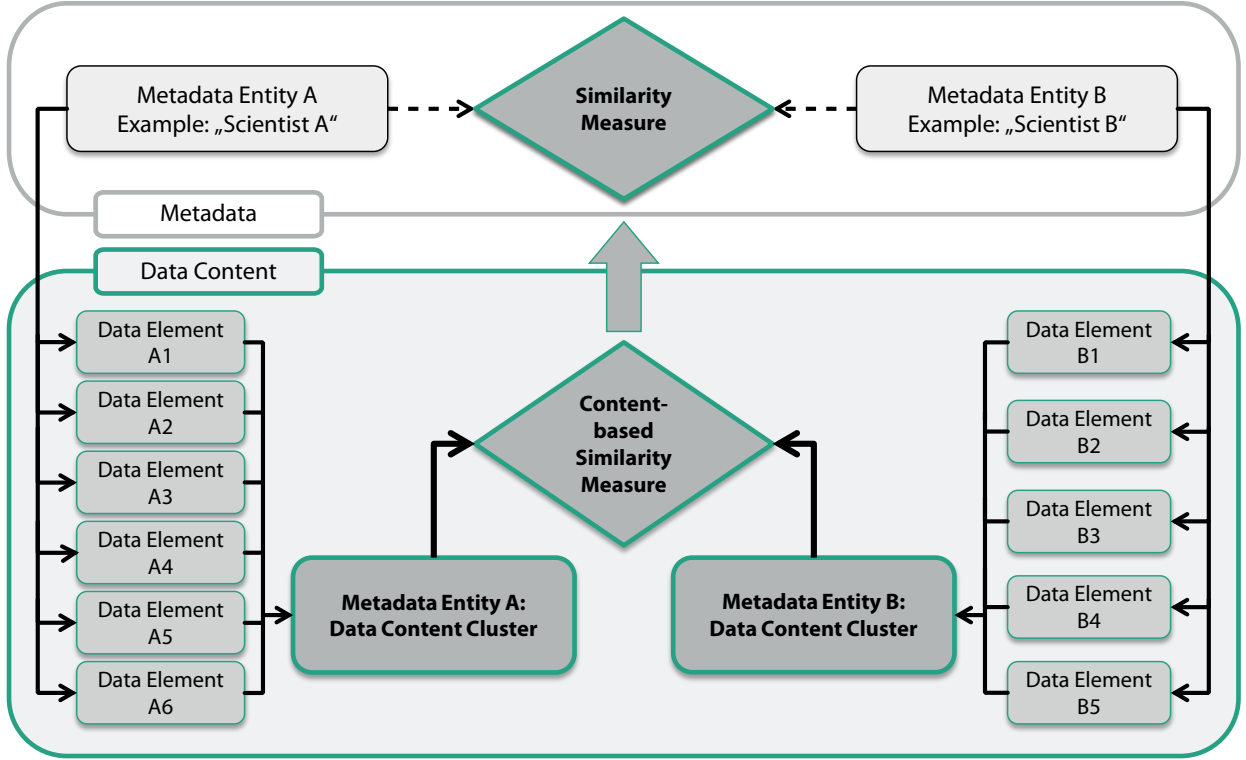 Metadata Entity A
Example: „Scientist A“
Similarity
Measure
Metadata Entity B
Example: „Scientist B“
Metadata
Data Content
Data Element
A1
Data Element
A2
Data Element
A3
Data Element
A4
Data Element
A5
Data Element
A6
Content-
based
Similarity
Measure
Metadata Entity A:
Data Content Cluster
Metadata Entity B:
Data Content Cluster
Data Element
B1
Data Element
B2
Data Element
B3
Data Element
B4
Data Element
B5